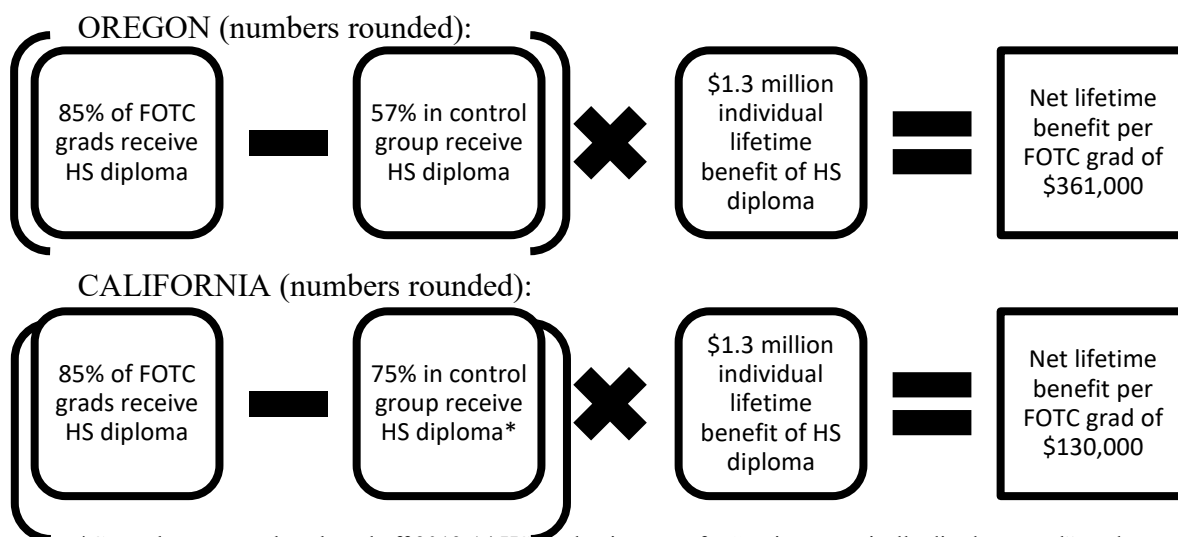 OREGON (numbers rounded):
85% of FOTC
grads receive
HS diploma
57% in control
group receive
HS diploma
$1.3 million
individual
lifetime
benefit of HS
diploma
Net lifetime
benefit per
FOTC grad of
$361,000
CALIFORNIA (numbers rounded):
85% of FOTC
grads receive
HS diploma
75% in control
group receive
HS diploma*
$1.3 million
individual
lifetime
benefit of HS
diploma
Net lifetime
benefit per
FOTC grad of
$130,000